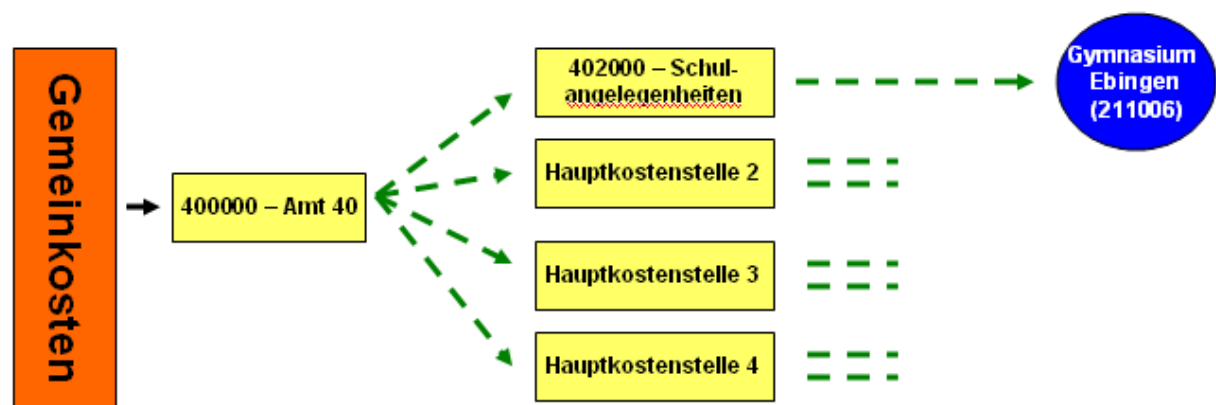 Gemeinkosten
400000 – Amt 40
402000 – Schul-
angelegenheiten
Hauptkostenstelle 2
Hauptkostenstelle 3
Hauptkostenstelle 4
Gymnasium
Ebingen
(211006)